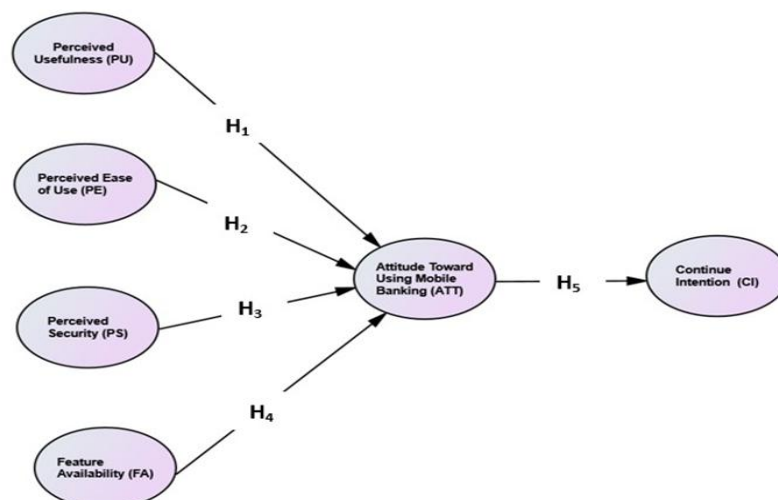 Perceived
Usefulness (PU)
H₁
Perceived Ease
of Use (PE)
H₂
Attitude Toward
Using Mobile
Banking (ATT)
H₅
Continue
Intention (CI)
Perceived
Security (PS)
H₃
H₄
Feature
Availability (FA)